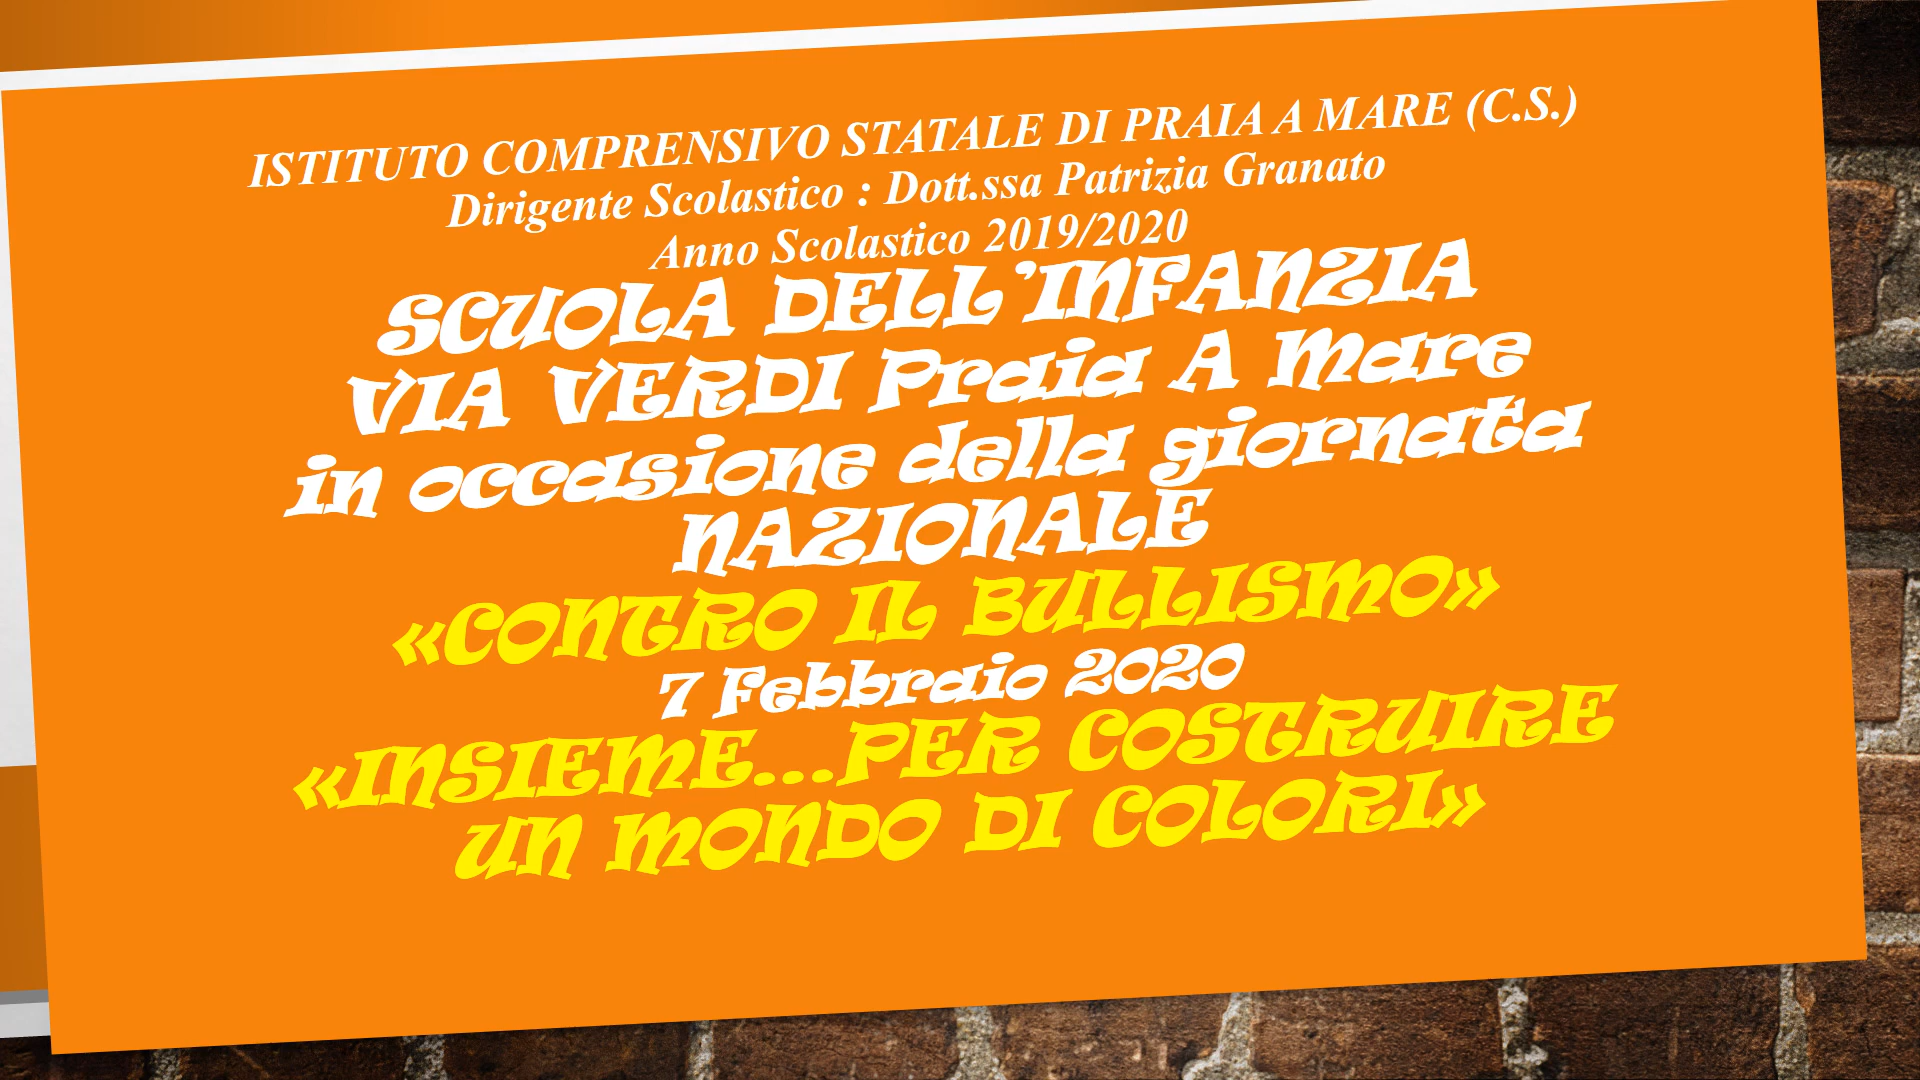 ISTITUTO COMPRENSIVO STATALE DI PRAIA A MARE (C.S.)
Dirigente Scolastico : Dott.ssa Patrizia Granato
Anno Scolastico 2019/2020
SCUOLA DELL'INFANZIA
VIA VERDI Praia A Mare
in occasione della giornata
NAZIONALE
«CONTRO IL BULLISMO»
7 Febbraio 2020
«INSIEME...PER COSTRUIRE
UN MONDO DI COLORI»